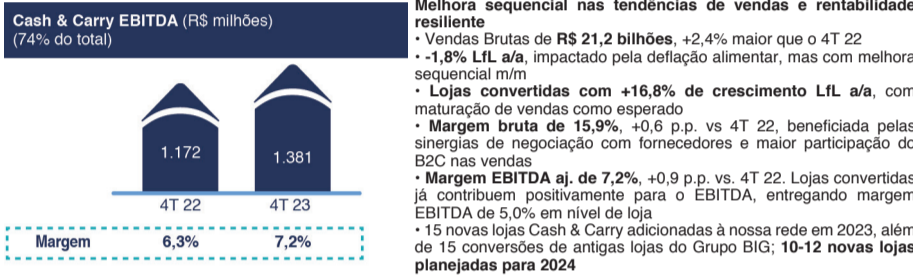 Cash & Carry EBITDA (R$ milhões)
(74% do total)
1.172
1.381
4T 22
4T 23
Margem 6,3% 7,2%
Melhora sequencial nas tendências de vendas e rentabilidade
resiliente
• Vendas Brutas de R$ 21,2 bilhões, +2,4% maior que o 4T 22
• -1,8% LfL a/a, impactado pela deflação alimentar, mas com melhora
sequencial m/m
• Lojas convertidas com +16,8% de crescimento LfL a/a, com
maturação de vendas como esperado
• Margem bruta de 15,9%, +0,6 p.p. vs 4T 22, beneficiada pelas
sinergias de negociação com fornecedores e maior participação do
B2C nas vendas
• Margem EBITDA aj. de 7,2%, +0,9 p.p. vs. 4T 22. Lojas convertidas
já contribuem positivamente para o EBITDA, entregando margem
EBITDA de 5,0% em nível de loja
• 15 novas lojas Cash & Carry adicionadas à nossa rede em 2023, além
de 15 conversões de antigas lojas do Grupo BIG; 10-12 novas lojas
planejadas para 2024